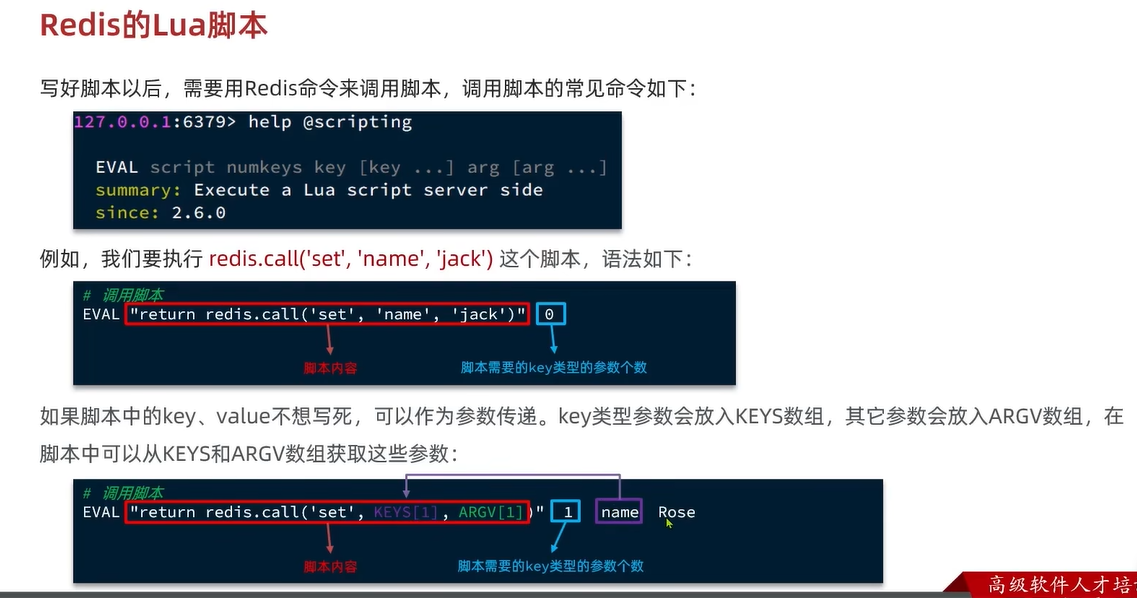 Redis的Lua脚本
写好脚本以后，需要用Redis命令来调用脚本，调用脚本的常见命令如下：
127.0.0.1:6379> help @scripting
EVAL script numkeys key [key ...] arg [arg ...]
summary: Execute a Lua script server side
since: 2.6.0
例如，我们要执行 redis.call('set', 'name', 'jack') 这个脚本，语法如下：
# 调用脚本
EVAL "return redis.call('set', 'name', 'jack')" 0
脚本内容 脚本需要的key类型的参数个数
如果脚本中的key、value不想写死，可以作为参数传递。key类型参数会放入KEYS数组，其它参数会放入ARGV数组，在
脚本中可以从KEYS和ARGV数组获取这些参数：
# 调用脚本
EVAL "return redis.call('set', KEYS[1], ARGV[1])" 1 name Rose
脚本内容 脚本需要的key类型的参数个数
高级软件人才培